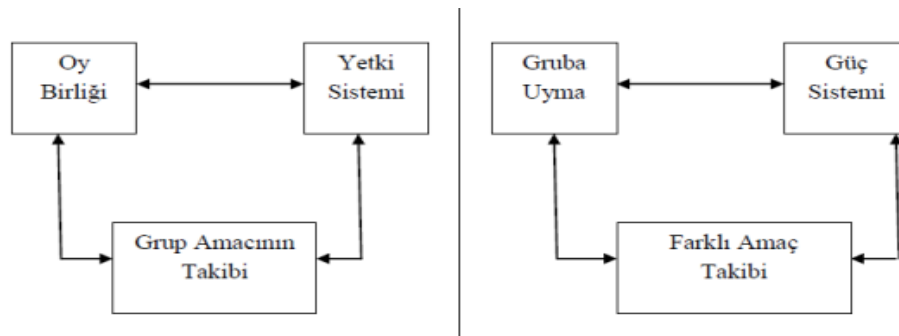 Oy
Birliği
Yetki
Sistemi
Grup Amacının
Takibi
Gruba
Uyma
Güç
Sistemi
Farklı Amaç
Takibi